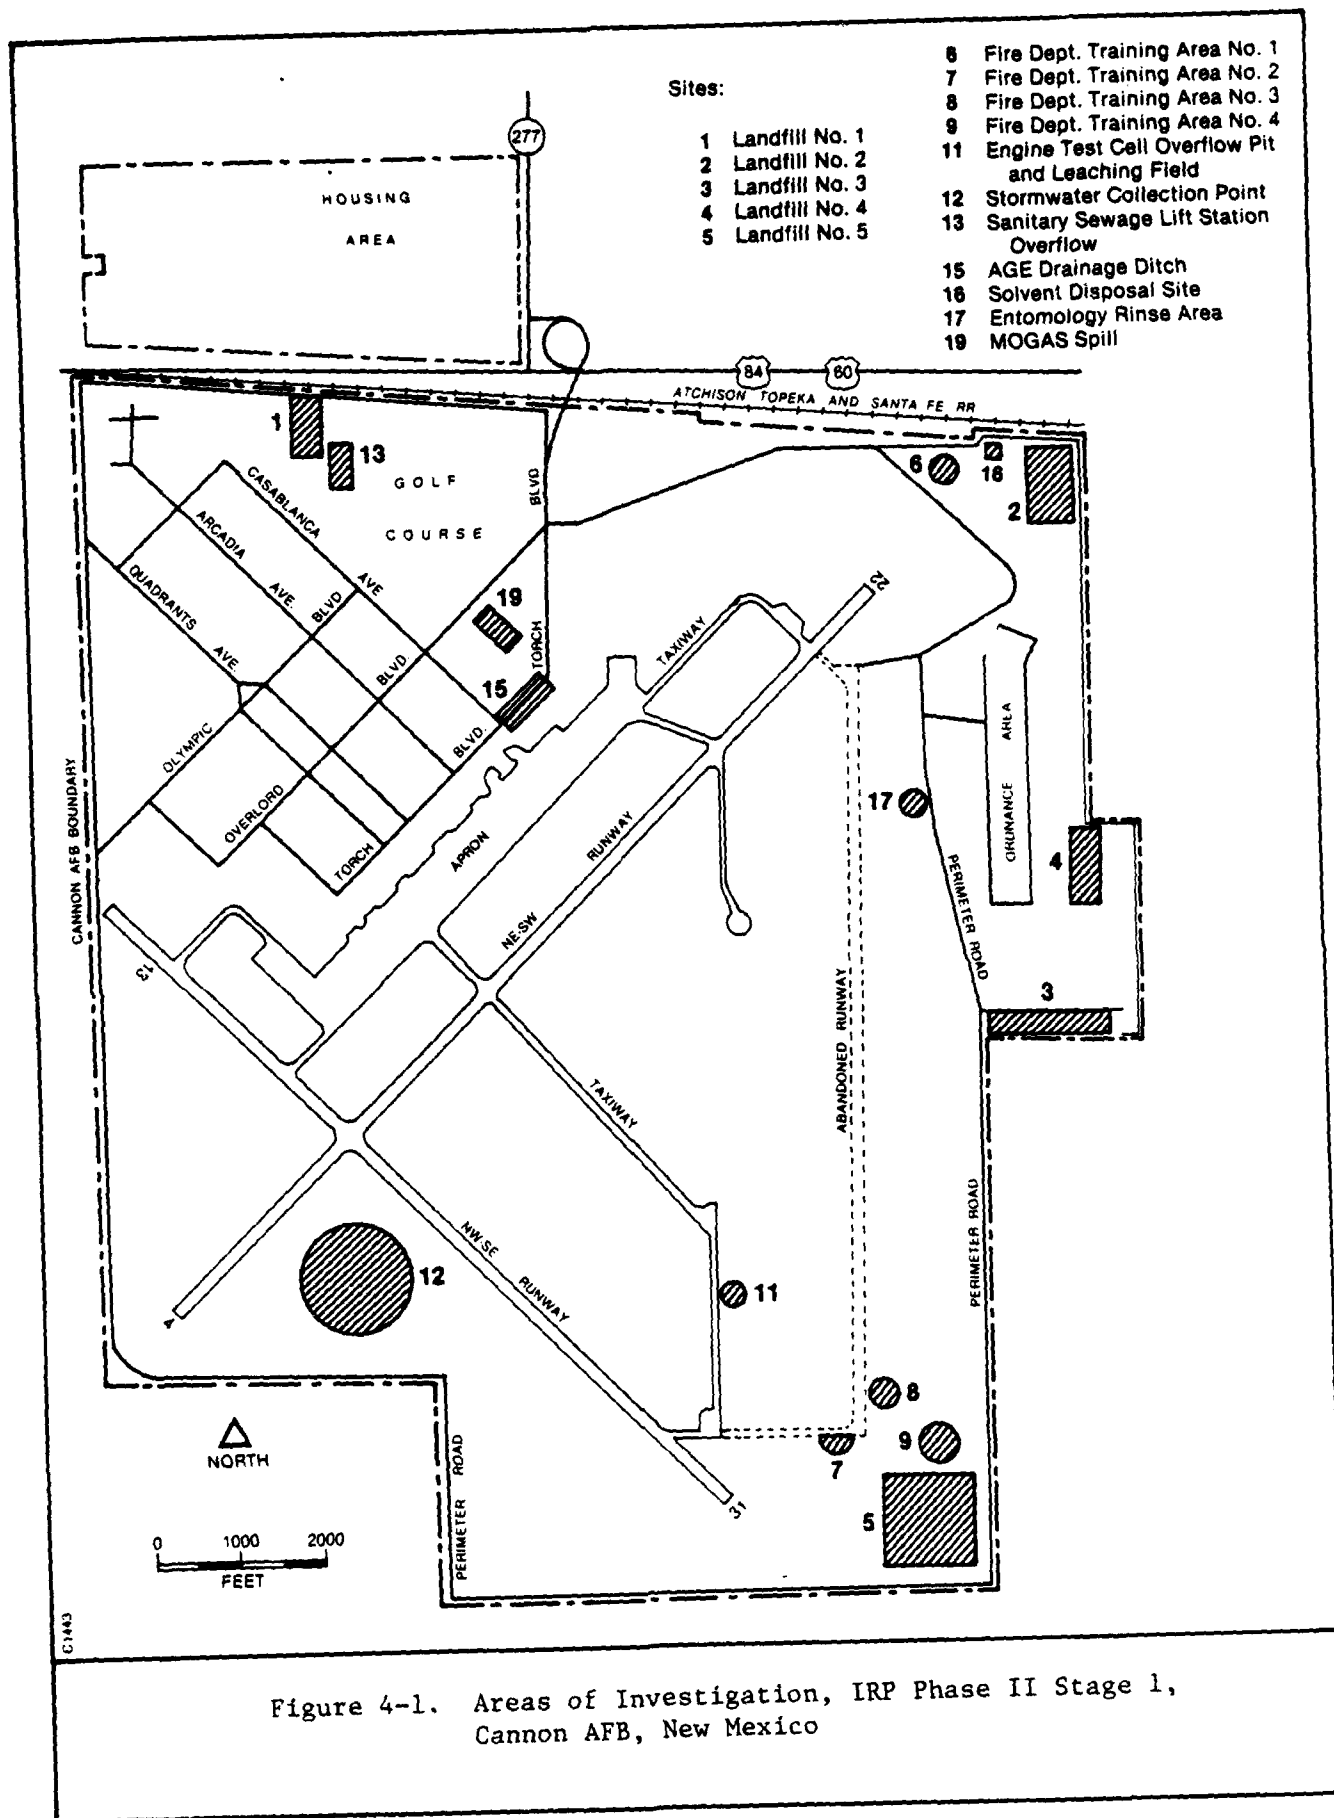 Sites:
1 Landfill No. 1
2 Landfill No. 2
3 Landfill No. 3
4 Landfill No. 4
5 Landfill No. 5
6 Fire Dept. Training Area No. 1
7 Fire Dept. Training Area No. 2
8 Fire Dept. Training Area No. 3
9 Fire Dept. Training Area No. 4
11 Engine Test Cell Overflow Pit
and Leaching Field
12 Stormwater Collection Point
13 Sanitary Sewage Lift Station
Overflow
15 AGE Drainage Ditch
16 Solvent Disposal Site
17 Entomology Rinse Area
19 MOGAS Spill
277
HOUSING
AREA
84
60
ATCHISON TOPEKA AND SANTA FE RR
1
13
GOLF
COURSE
BLVD
6
16
2
CASABLANCA AVE
ARCADIA AVE.
QUADRANTS AVE.
OLYMPIC BLVD
OVERLORD BLVD.
TORCH BLVD.
TORCH
19
15
22
TAXIWAY
APRON
RUNWAY
NE-SW
17
ORDNANCE AREA
4
PERIMETER ROAD
3
CANNON AFB BOUNDARY
13
ABANDONED RUNWAY
TAXIWAY
PERIMETER ROAD
12
NW-SE RUNWAY
11
4
8
9
7
5
31
NORTH
PERIMETER ROAD
0 1000 2000
FEET
C1443
Figure 4-1. Areas of Investigation, IRP Phase II Stage 1,
Cannon AFB, New Mexico